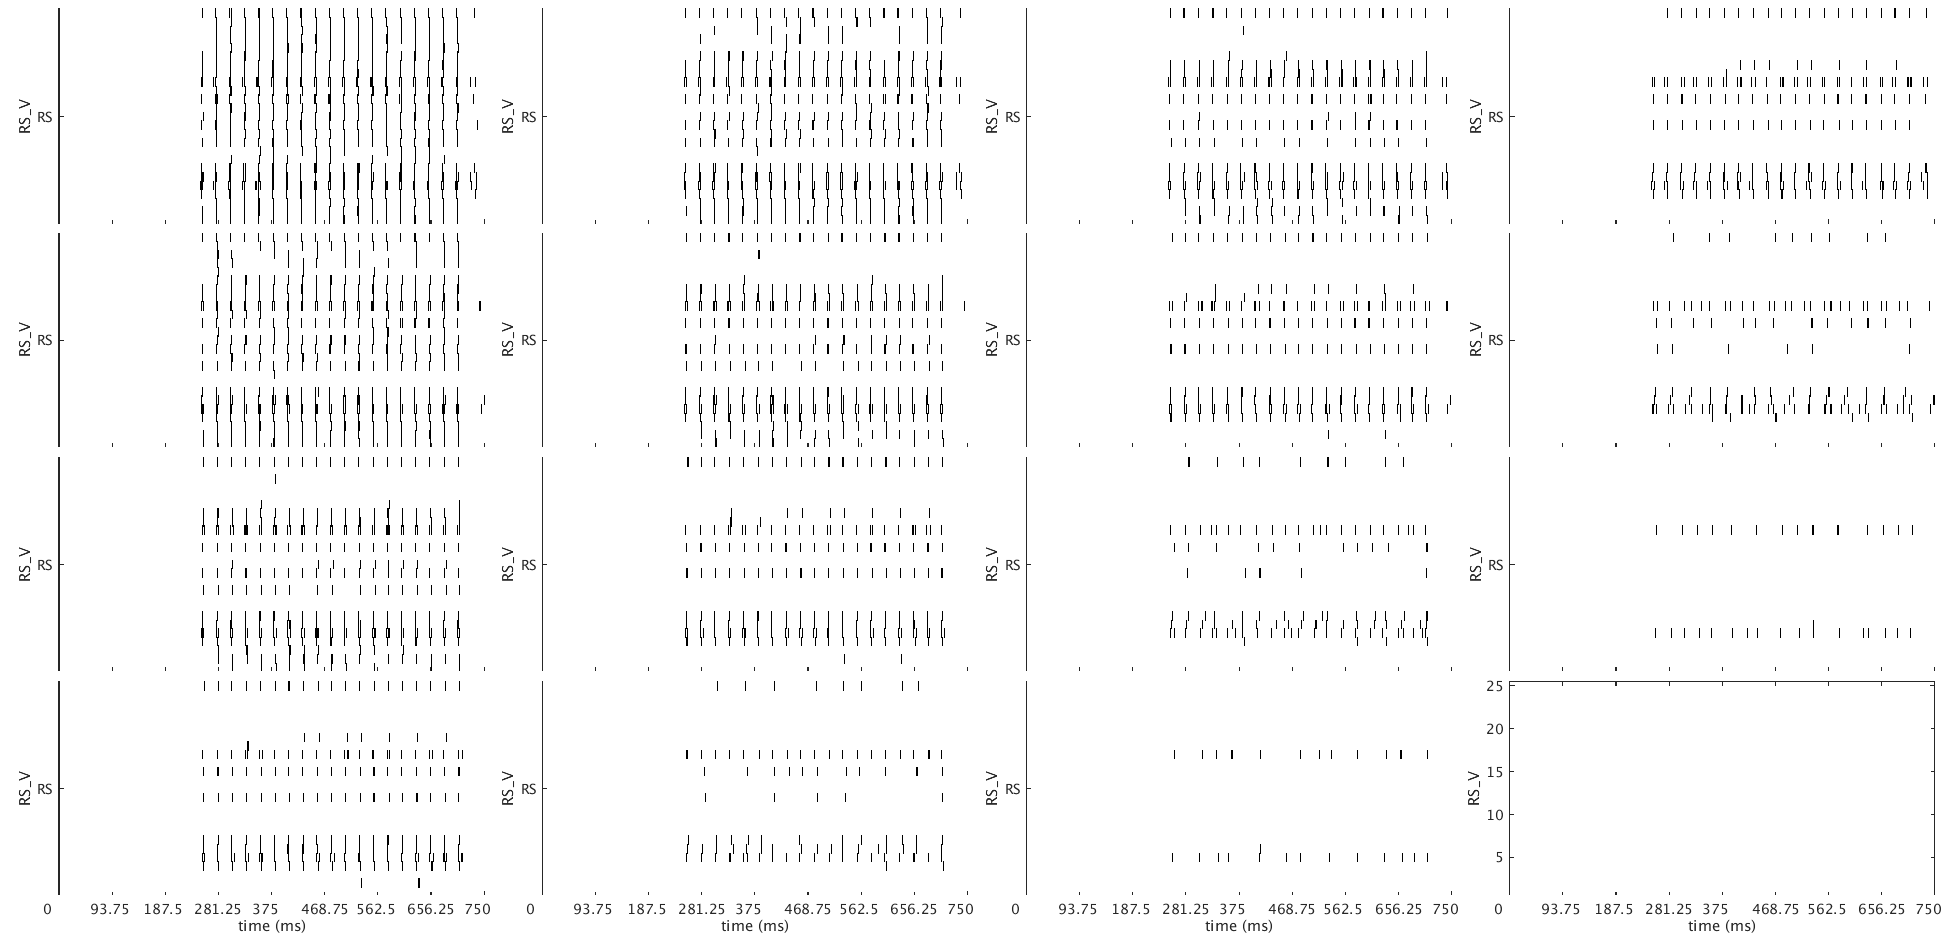 RS_V RS RS_V RS RS_V RS RS_V RS
RS_V RS RS_V RS RS_V RS RS_V RS
RS_V RS RS_V RS RS_V RS RS_V RS
RS_V RS RS_V RS RS_V RS RS_V 25
20
15
10
5
0 93.75 187.5 281.25 375 468.75 562.5 656.25 750 0 93.75 187.5 281.25 375 468.75 562.5 656.25 750 0 93.75 187.5 281.25 375 468.75 562.5 656.25 750 0 93.75 187.5 281.25 375 468.75 562.5 656.25 750
time (ms) time (ms) time (ms) time (ms)